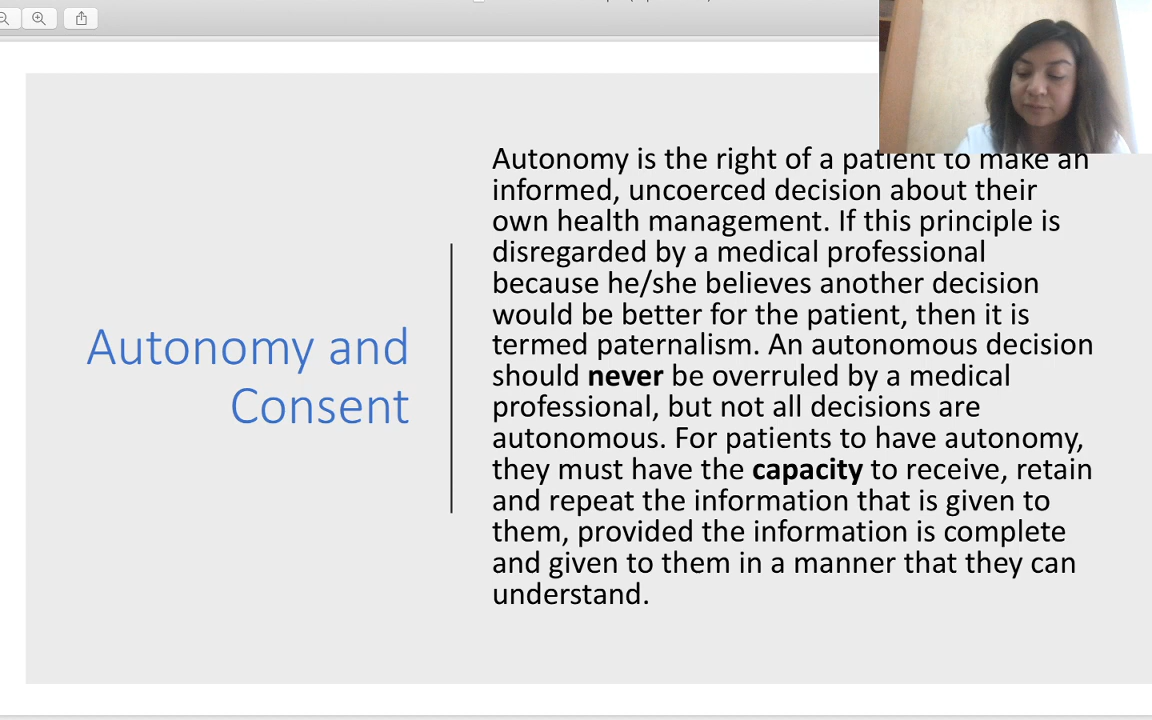 Autonomy and
Consent
Autonomy is the right of a patient to make an
informed, uncoerced decision about their
own health management. If this principle is
disregarded by a medical professional
because he/she believes another decision
would be better for the patient, then it is
termed paternalism. An autonomous decision
should never be overruled by a medical
professional, but not all decisions are
autonomous. For patients to have autonomy,
they must have the capacity to receive, retain
and repeat the information that is given to
them, provided the information is complete
and given to them in a manner that they can
understand.